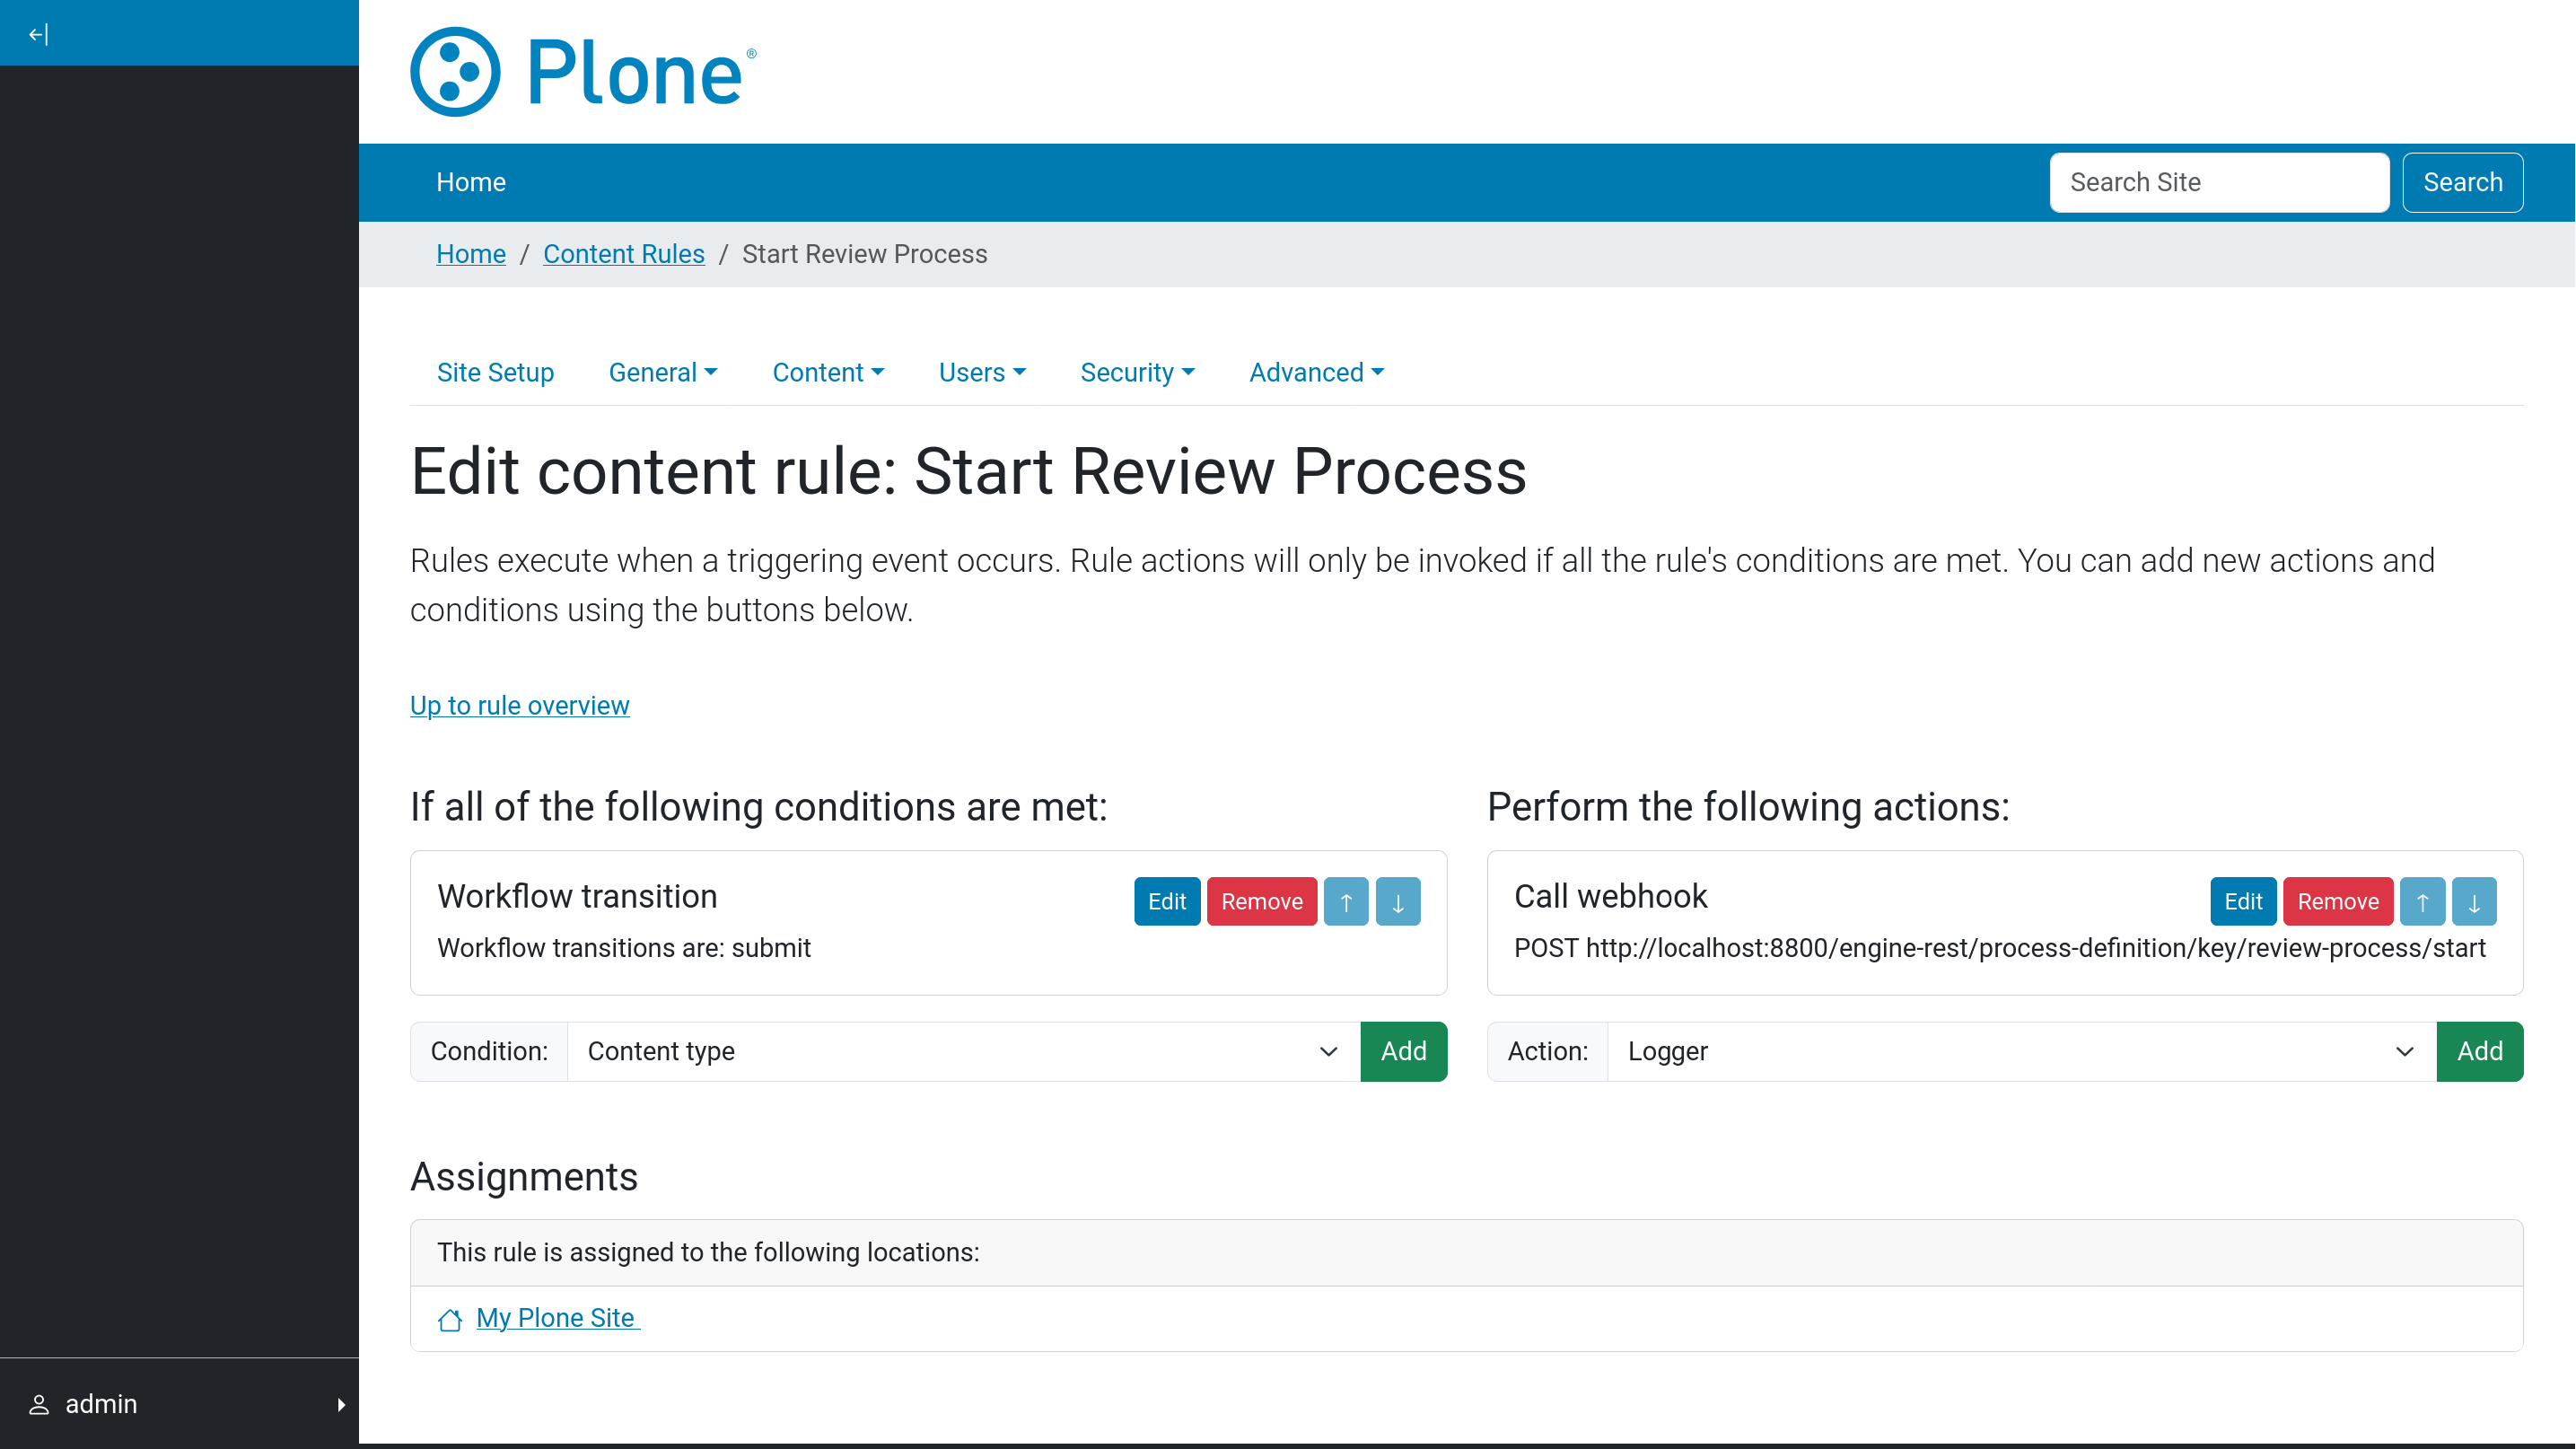 Plone®
Home
Search Site
Search
Home / Content Rules / Start Review Process
Site Setup
General
Content
Users
Security
Advanced
Edit content rule: Start Review Process
Rules execute when a triggering event occurs. Rule actions will only be invoked if all the rule's conditions are met. You can add new actions and
conditions using the buttons below.
Up to rule overview
If all of the following conditions are met:
Workflow transition
Edit
Remove
↑
↓
Workflow transitions are: submit
Condition:
Content type
Add
Perform the following actions:
Call webhook
Edit
Remove
↑
↓
POST http://localhost:8800/engine-rest/process-definition/key/review-process/start
Action:
Logger
Add
Assignments
This rule is assigned to the following locations:
My Plone Site
admin